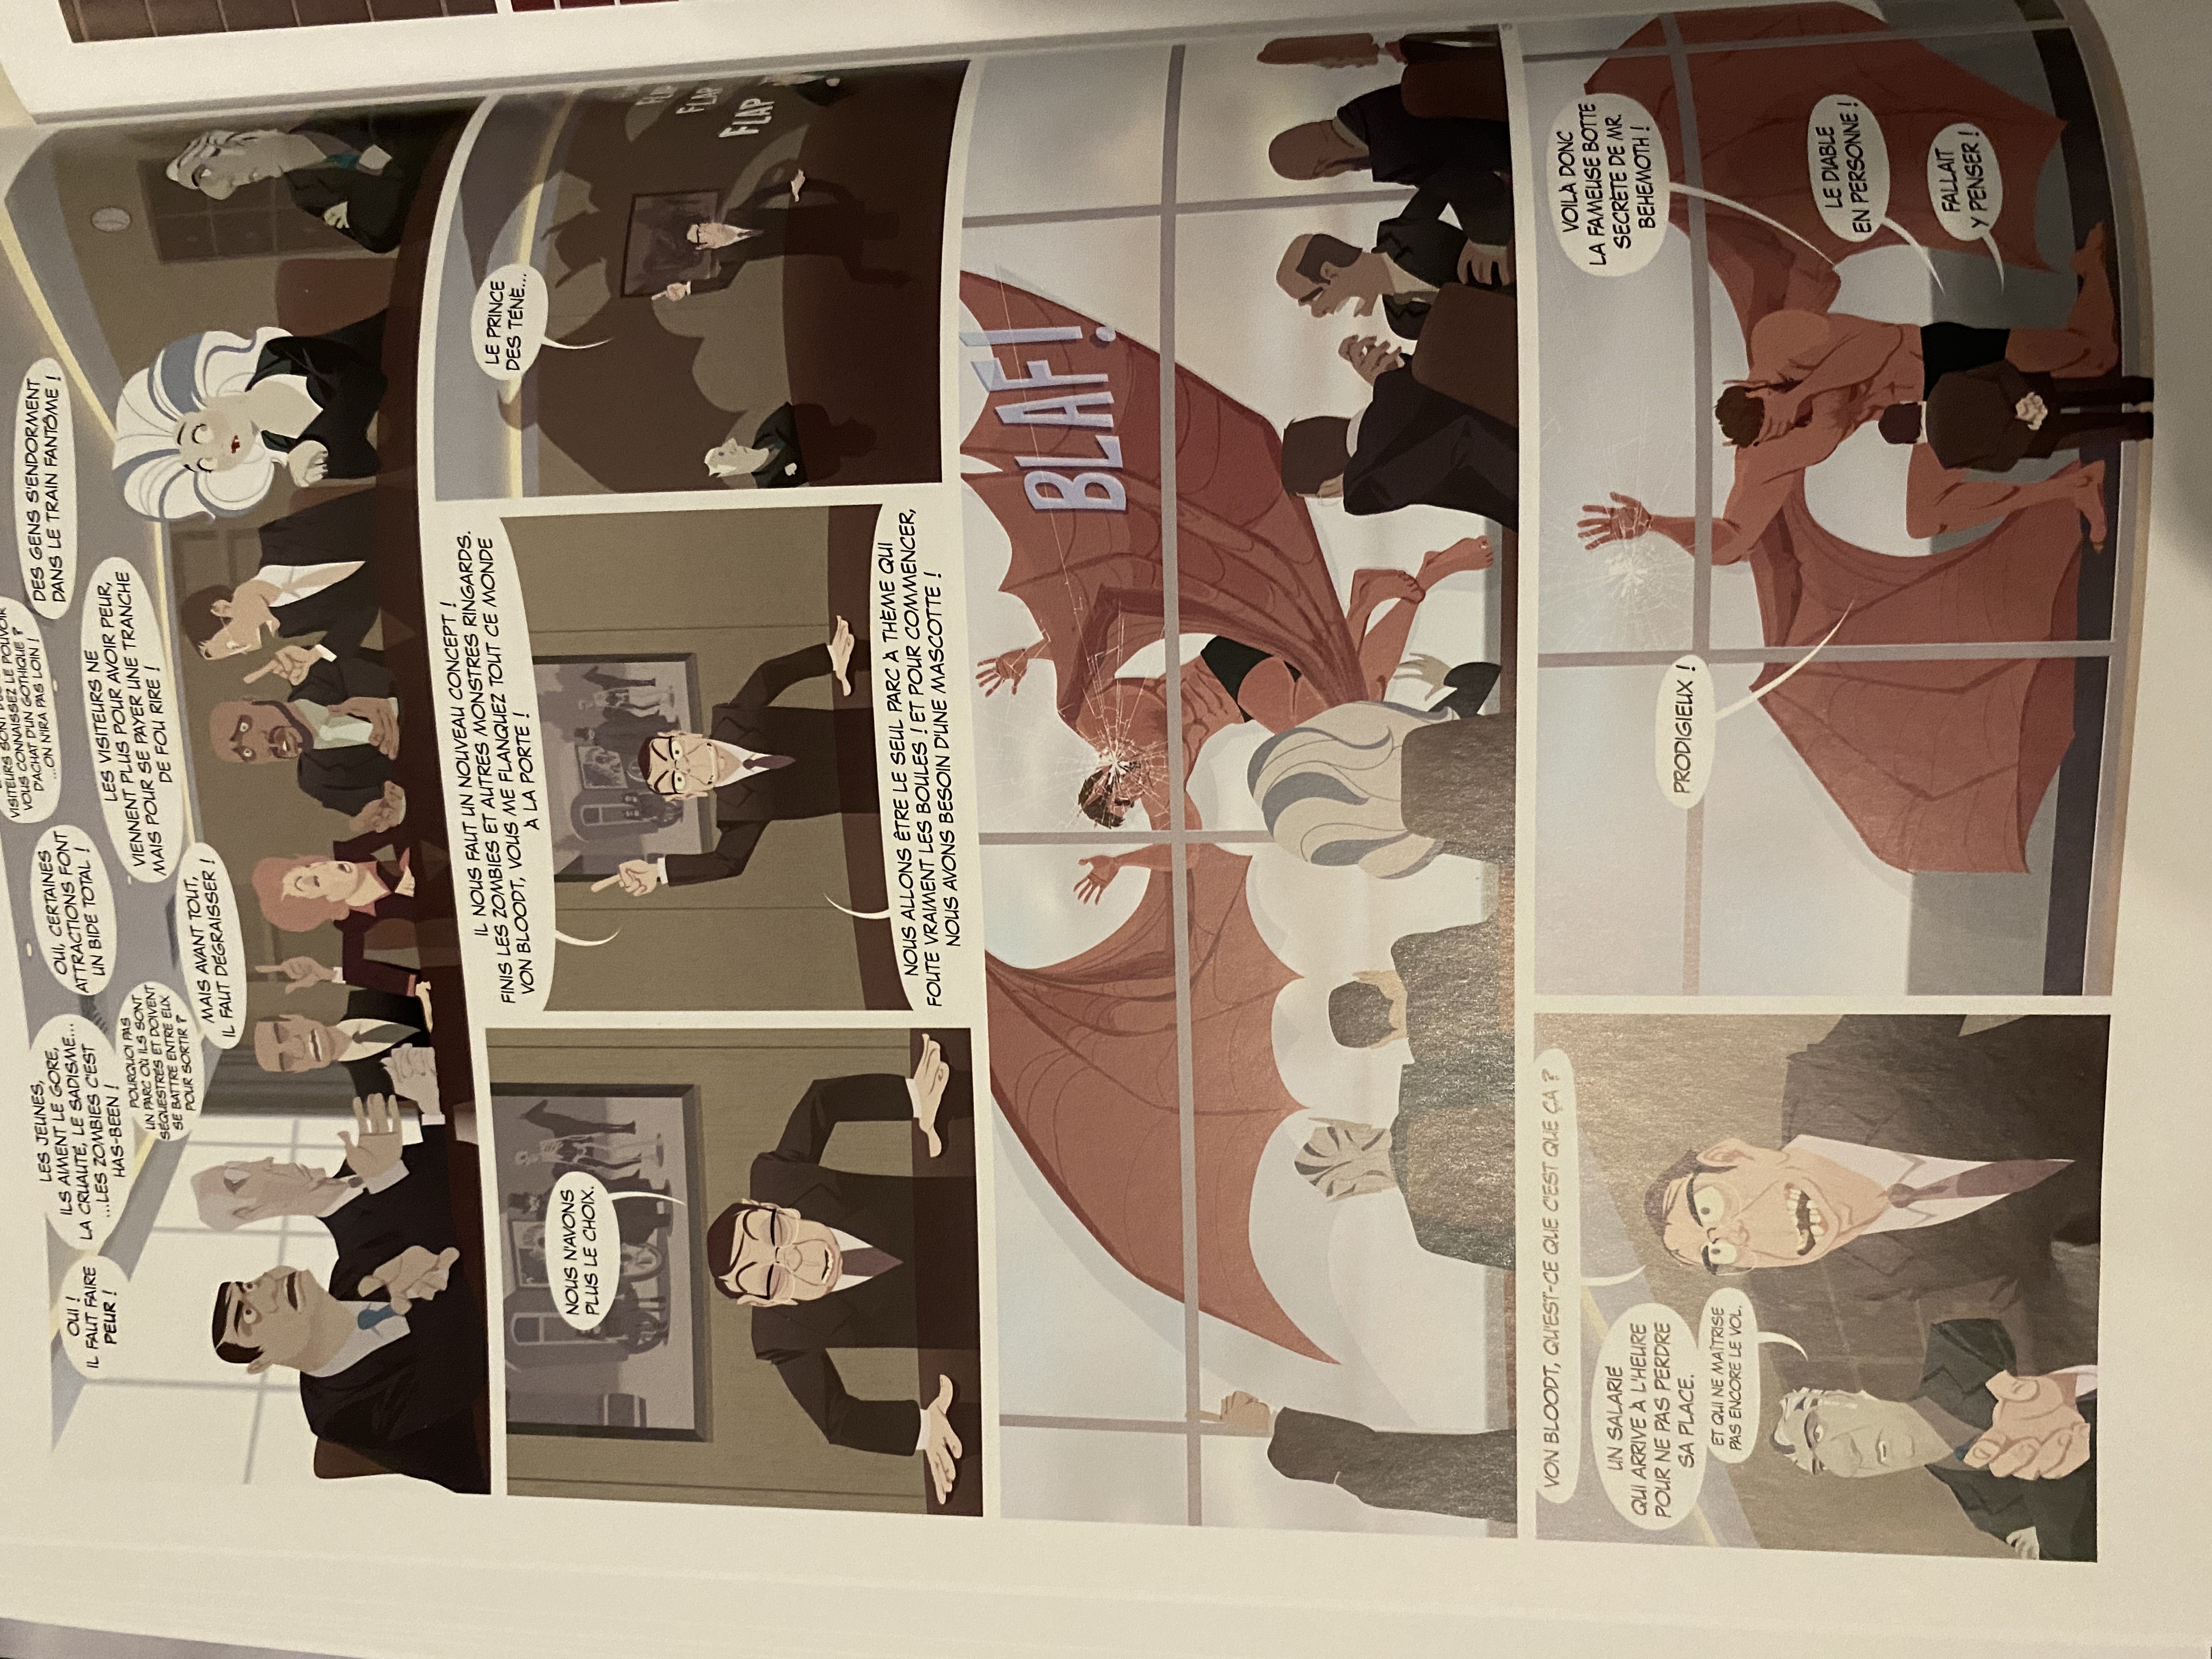 OUI !
IL FAUT FAIRE
PEUR !
LES JEUNES,
ILS AIMENT LE GORE,
LA CRUAUTÉ, LE SADISME...
...LES ZOMBIES C'EST
HAS-BEEN !
POURQUOI PAS
UN PARC OÙ ILS SONT
SÉQUESTRÉS ET DOIVENT
SE BATTRE ENTRE EUX
POUR SORTIR ?
OUI, CERTAINES
ATTRACTIONS FONT
UN BIDE TOTAL !
MAIS AVANT TOUT,
IL FAUT DÉGRAISSER !
VISITEURS SONT
VOUS CONNAISSEZ LE POUVOIR
D'ACHAT D'UN GOTHIQUE ?
...ON N'IRA PAS LOIN !
LES VISITEURS NE
VIENNENT PLUS POUR AVOIR PEUR,
MAIS POUR SE PAYER UNE TRANCHE
DE FOU RIRE !
DES GENS S'ENDORMENT
DANS LE TRAIN FANTÔME !
NOUS N'AVONS
PLUS LE CHOIX.
IL NOUS FAUT UN NOUVEAU CONCEPT !
FINIS LES ZOMBIES ET AUTRES MONSTRES RINGARDS.
VON BLOODT, VOUS ME FLANQUEZ TOUT CE MONDE
À LA PORTE !
NOUS ALLONS ÊTRE LE SEUL PARC À THÈME QUI
FOUTE VRAIMENT LES BOULES ! ET POUR COMMENCER,
NOUS AVONS BESOIN D'UNE MASCOTTE !
LE PRINCE
DES TÉNÈ...
FLAP
FLAP
FLAP
BLAF !
VON BLOODT, QU'EST-CE QUE C'EST QUE ÇA ?
UN SALARIÉ
QUI ARRIVE À L'HEURE
POUR NE PAS PERDRE
SA PLACE.
ET QUI NE MAÎTRISE
PAS ENCORE LE VOL.
PRODIGIEUX !
VOILÀ DONC
LA FAMEUSE BOTTE
SECRÈTE DE MR.
BEHEMOTH !
LE DIABLE
EN PERSONNE !
FALLAIT
Y PENSER !